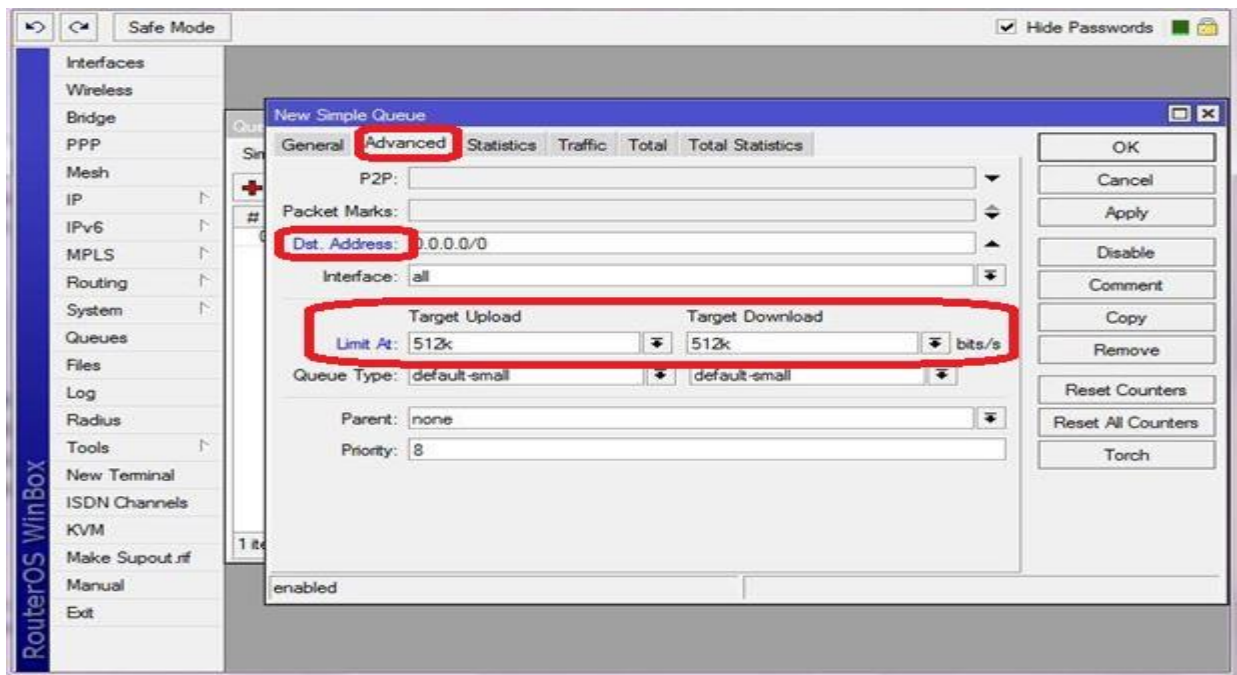 Safe Mode
Hide Passwords
RouterOS WinBox
Interfaces
Wireless
Bridge
PPP
Mesh
IP
IPv6
MPLS
Routing
System
Queues
Files
Log
Radius
Tools
New Terminal
ISDN Channels
KVM
Make Supout.rif
Manual
Exit
#
New Simple Queue
General Advanced Statistics Traffic Total Total Statistics
P2P:
Packet Marks:
Dst. Address: 0.0.0.0/0
Interface: all
Target Upload Target Download
Limit At: 512k 512k bits/s
Queue Type: default-small default-small
Parent: none
Priority: 8
enabled
OK
Cancel
Apply
Disable
Comment
Copy
Remove
Reset Counters
Reset All Counters
Torch